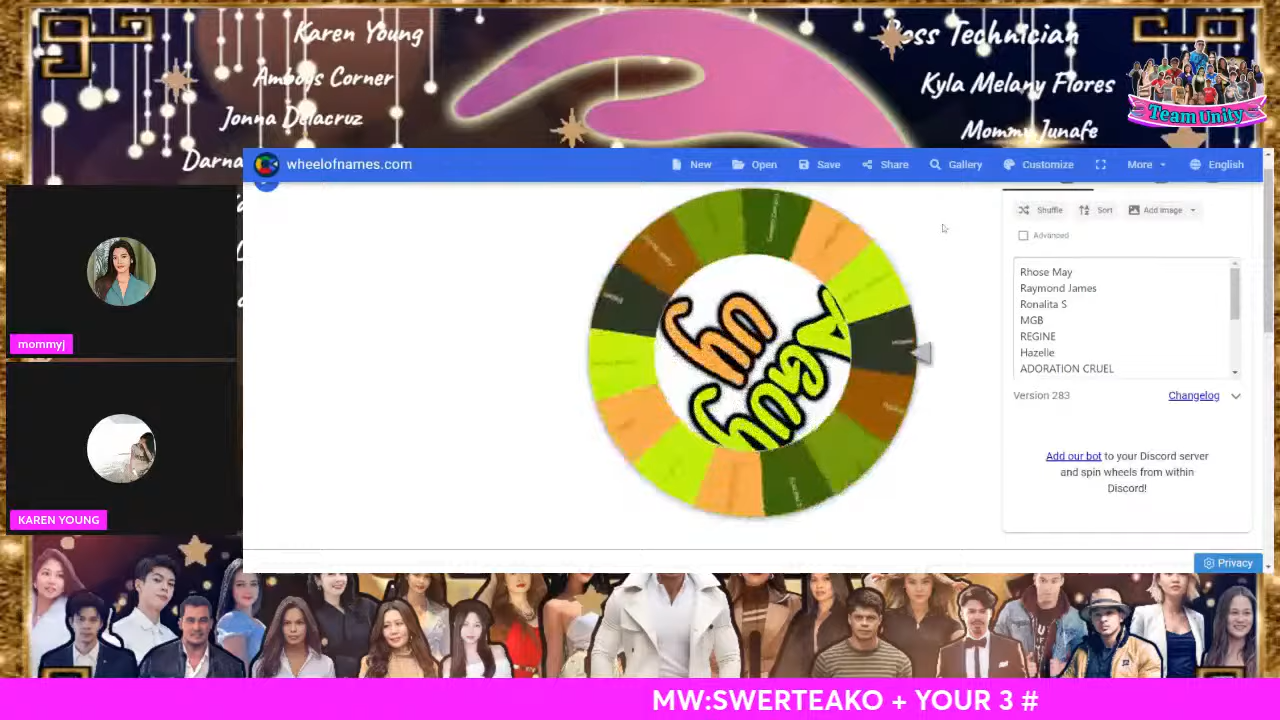 Karen Young
Amboys Corner
Jonna Delacruz
Darna
oss Technician
Kyla Melany Flores
Mommy Junafe
Team Unity
wheelofnames.com
New
Open
Save
Share
Gallery
Customize
More
English
Shuffle
Sort
Add image
Advanced
Rhose May
Raymond James
Ronalita S
MGB
REGINE
Hazelle
ADORATION CRUEL
Version 283
Changelog
Add our bot to your Discord server
and spin wheels from within
Discord!
Privacy
uy
Aguy
mommyj
KAREN YOUNG
MW:SWERTEAKO + YOUR 3 #